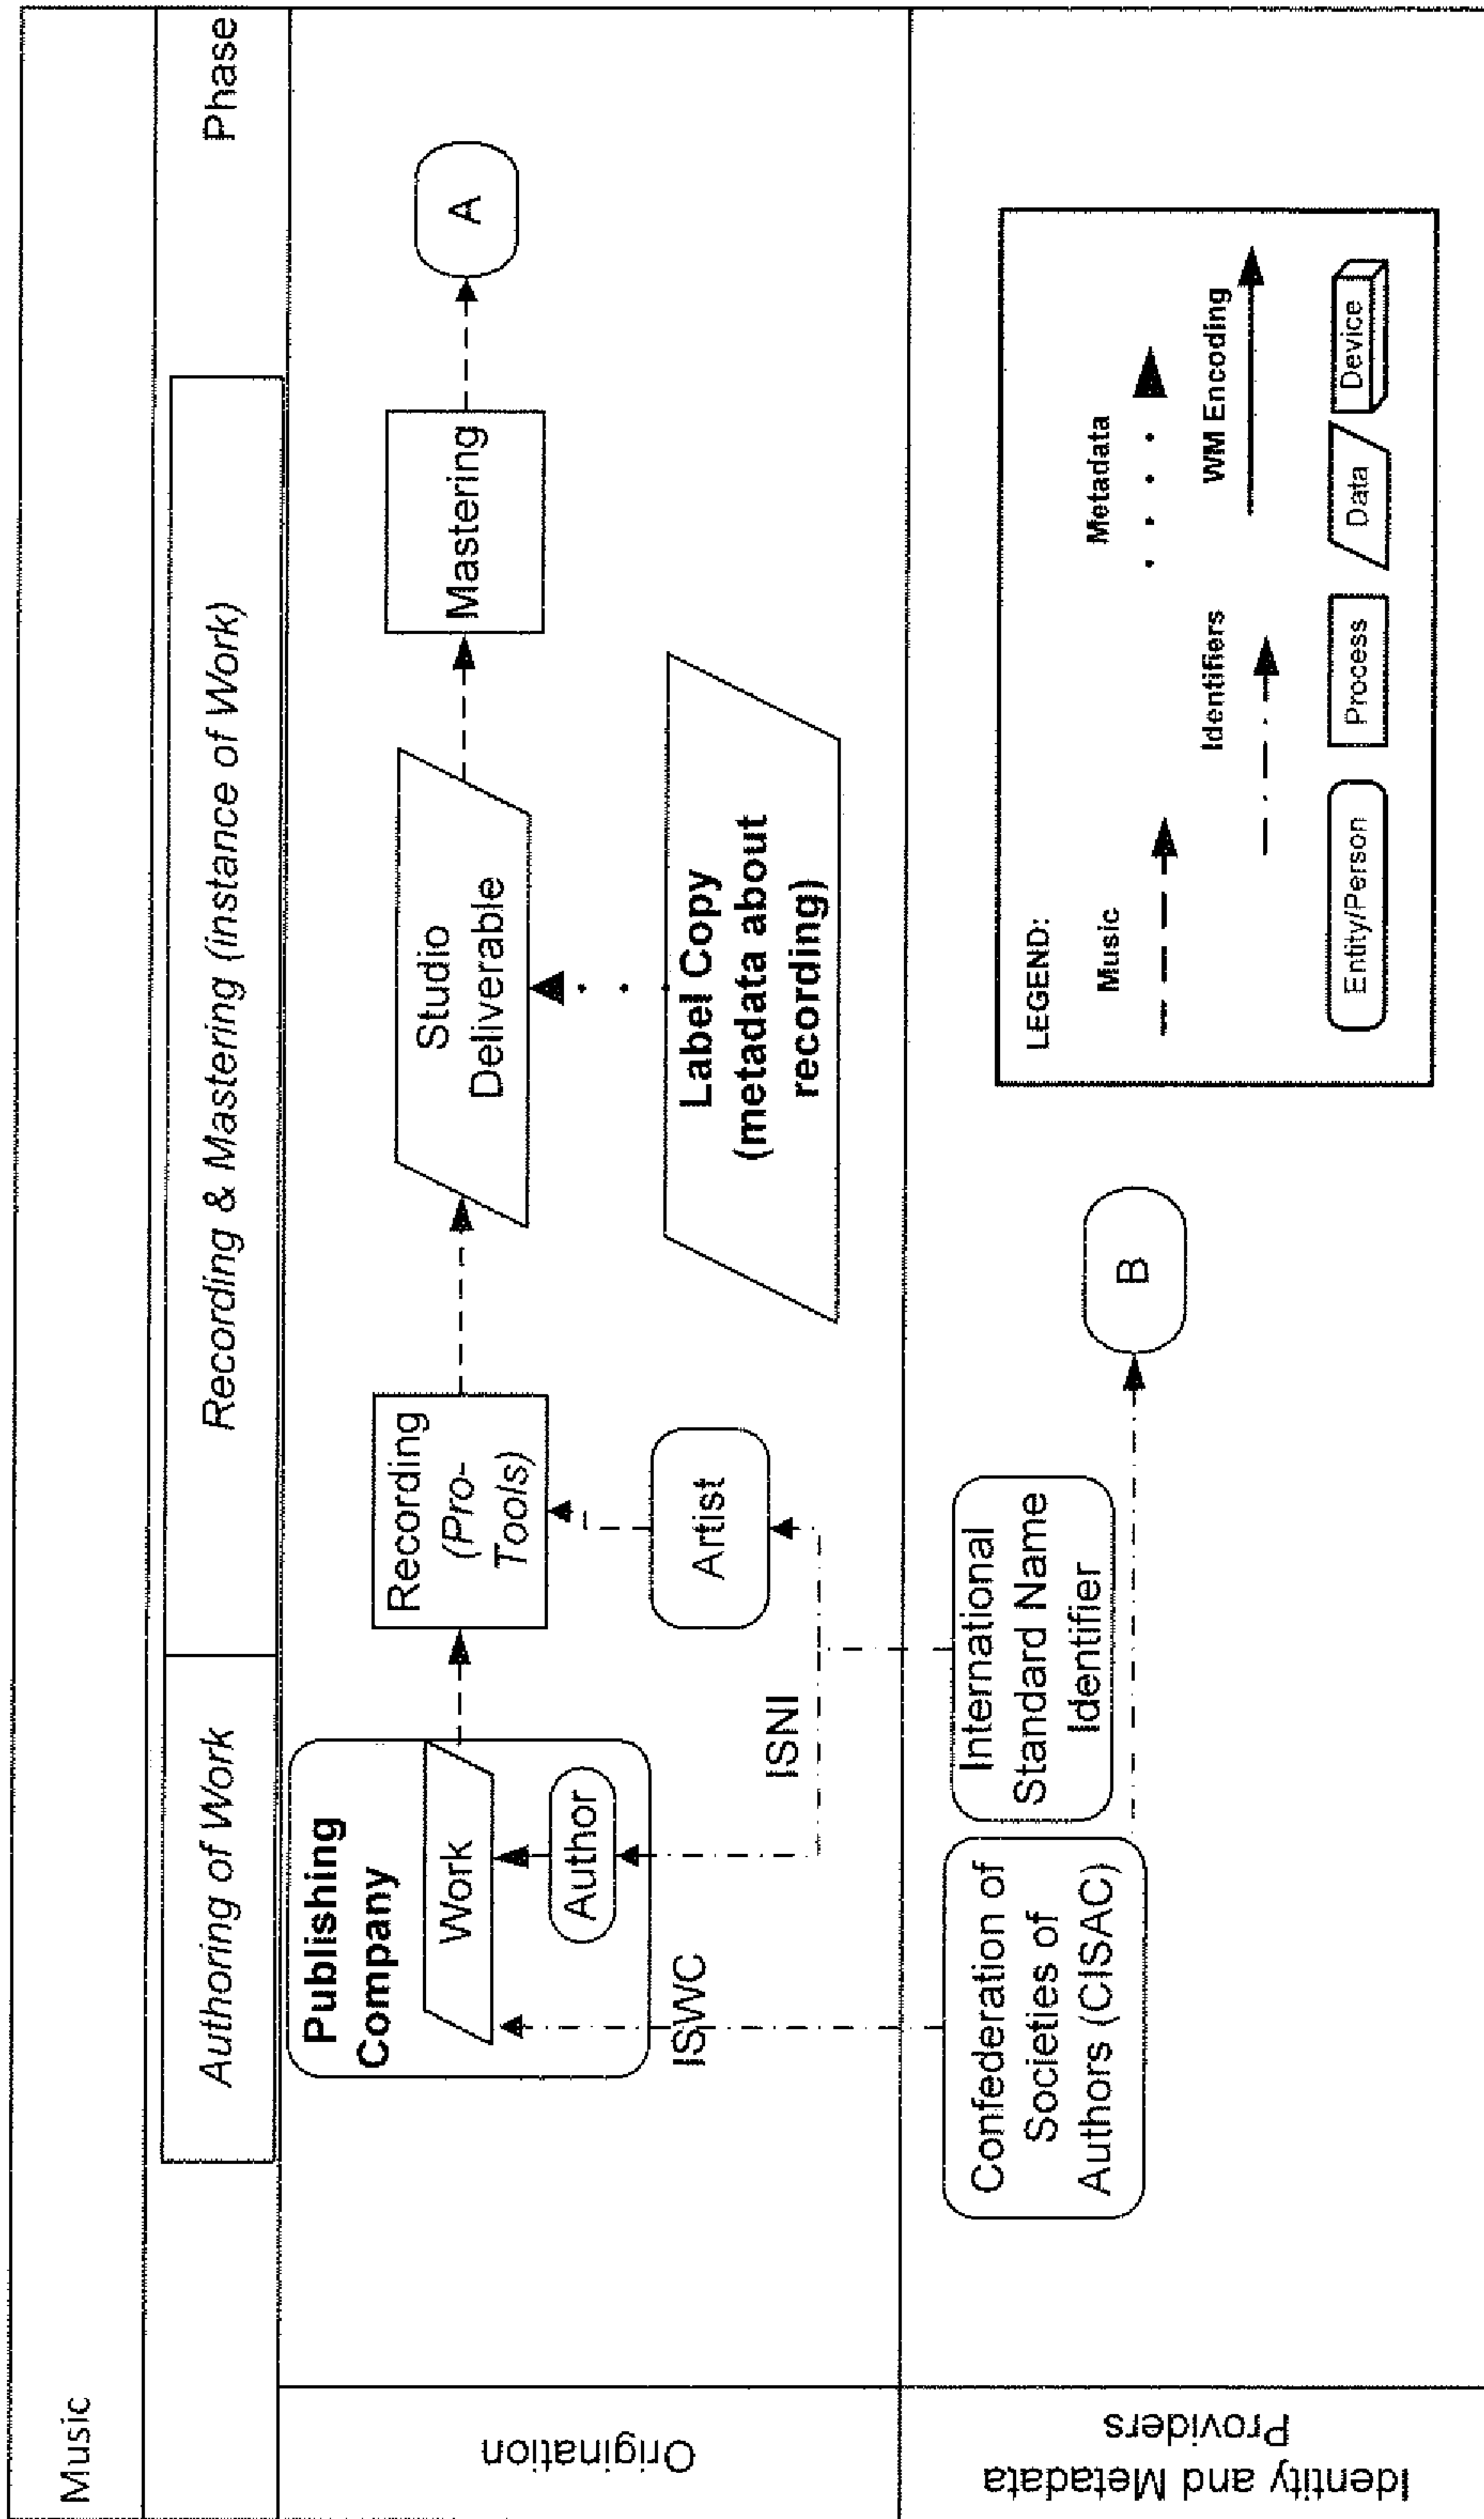 Music
Phase
Authoring of Work
Recording & Mastering (instance of Work)
Origination
Publishing
Company
Work
Author
ISWC
ISNI
Recording
(Pro-
Tools)
Artist
Studio
Deliverable
Label Copy
(metadata about
recording)
Mastering
A
Identity and Metadata
Providers
Confederation of
Societies of
Authors (CISAC)
International
Standard Name
Identifier
B
LEGEND:
Music
Metadata
Identifiers
WM Encoding
Entity/Person
Process
Data
Device